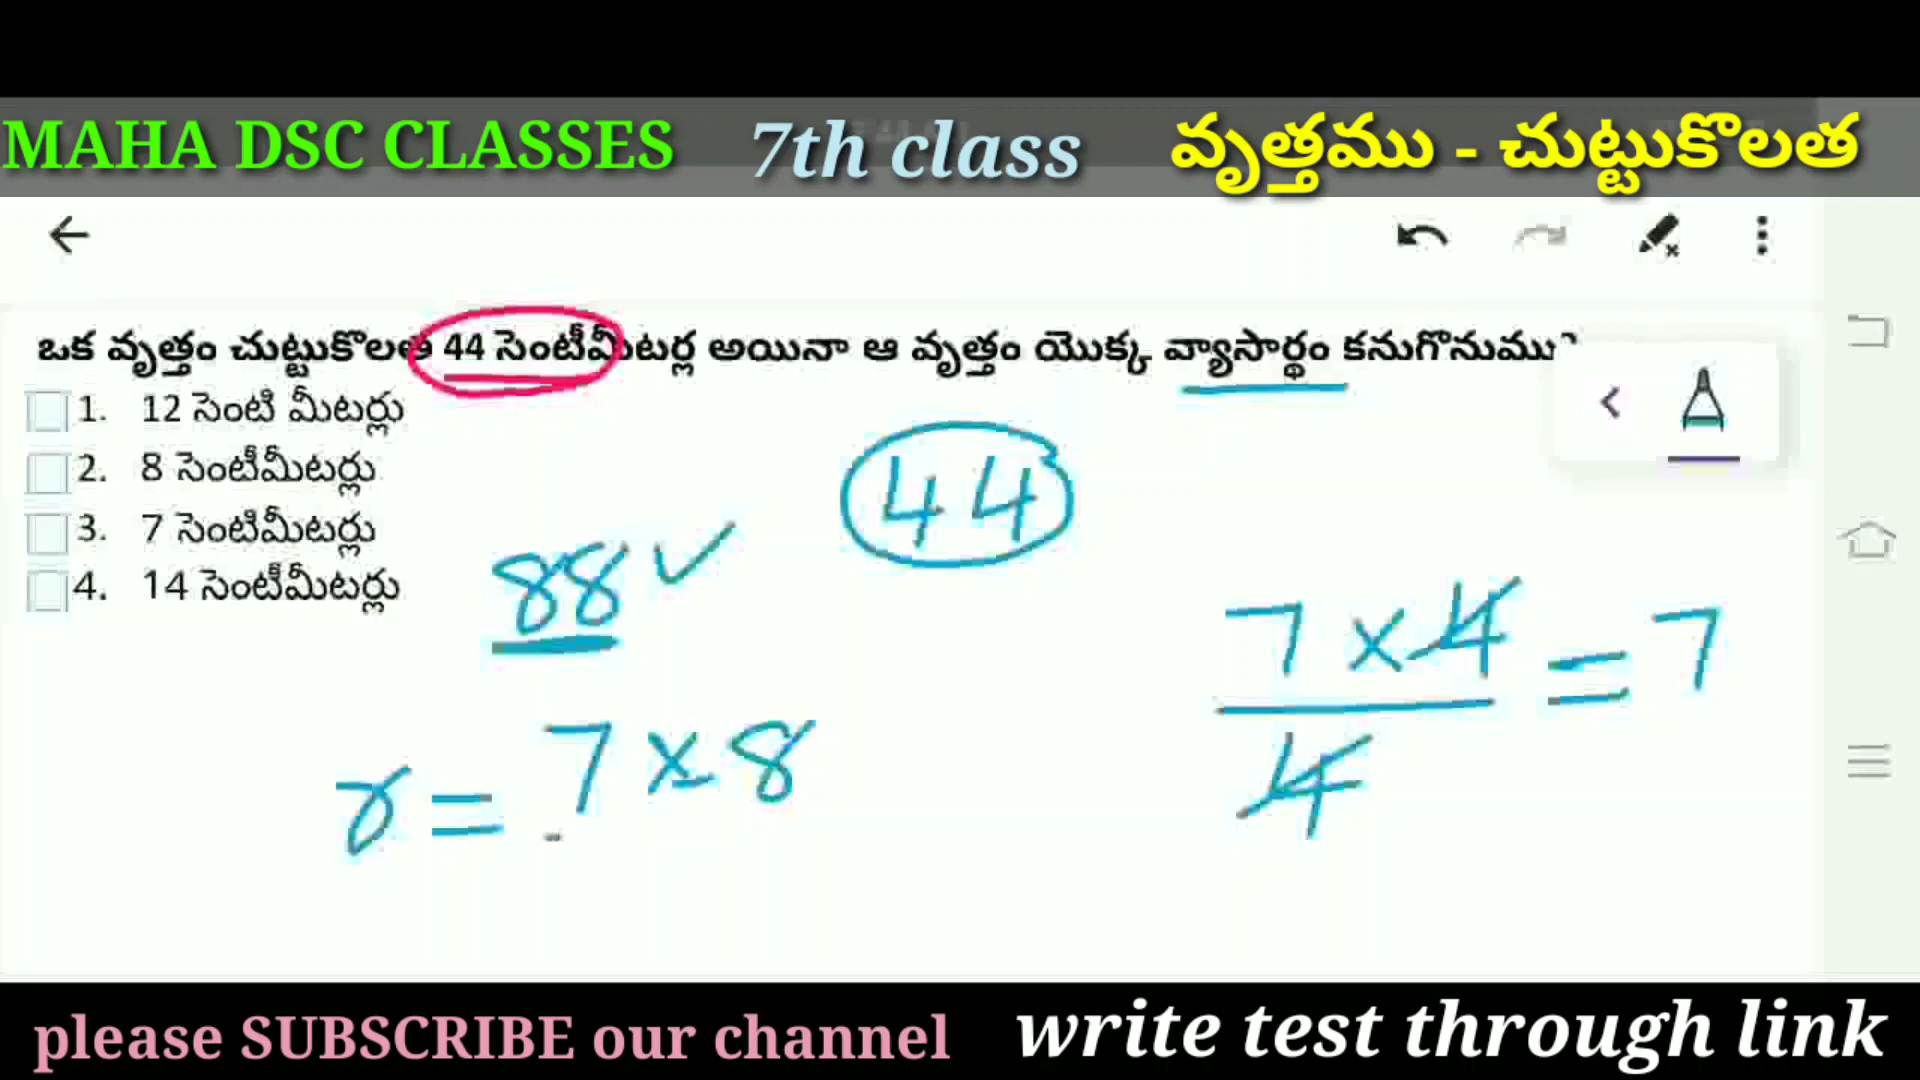 MAHA DSC CLASSES 7th class వృత్తము - చుట్టుకొలత
ఒక వృత్తం చుట్టుకొలత 44 సెంటీమీటర్ల అయినా ఆ వృత్తం యొక్క వ్యాసార్థం కనుగొనుము?
1. 12 సెంటి మీటర్లు
2. 8 సెంటీమీటర్లు
3. 7 సెంటిమీటర్లు
4. 14 సెంటీమీటర్లు
44
88 ✓
7 × 4 / 4 = 7
r = 7 × 8
please SUBSCRIBE our channel write test through link